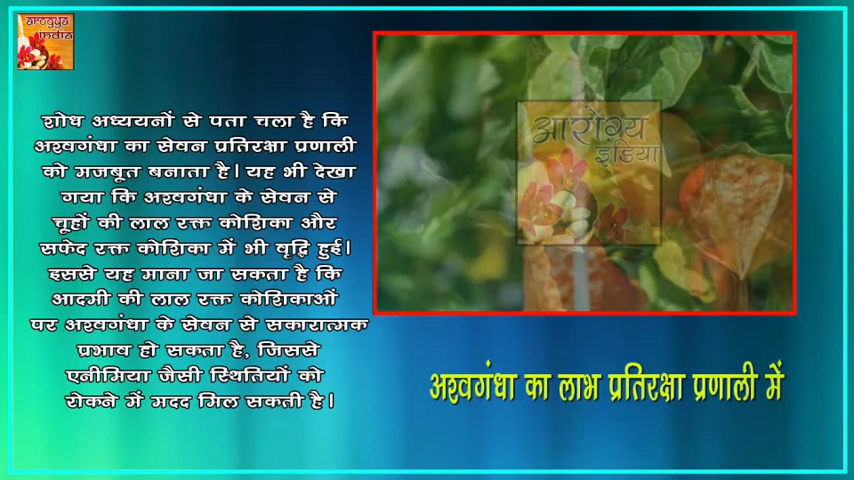 arogya
india
शोध अध्ययनों से पता चला है कि
अश्वगंधा का सेवन प्रतिरक्षा प्रणाली
को मजबूत बनाता है। यह भी देखा
गया कि अश्वगंधा के सेवन से
चूहों की लाल रक्त कोशिका और
सफेद रक्त कोशिका में भी वृद्धि हुई।
इससे यह माना जा सकता है कि
आदमी की लाल रक्त कोशिकाओं
पर अश्वगंधा के सेवन से सकारात्मक
प्रभाव हो सकता है, जिससे
एनीमिया जैसी स्थितियों को
रोकने में मदद मिल सकती है।
आरोग्य
इंडिया
अश्वगंधा का लाभ प्रतिरक्षा प्रणाली में